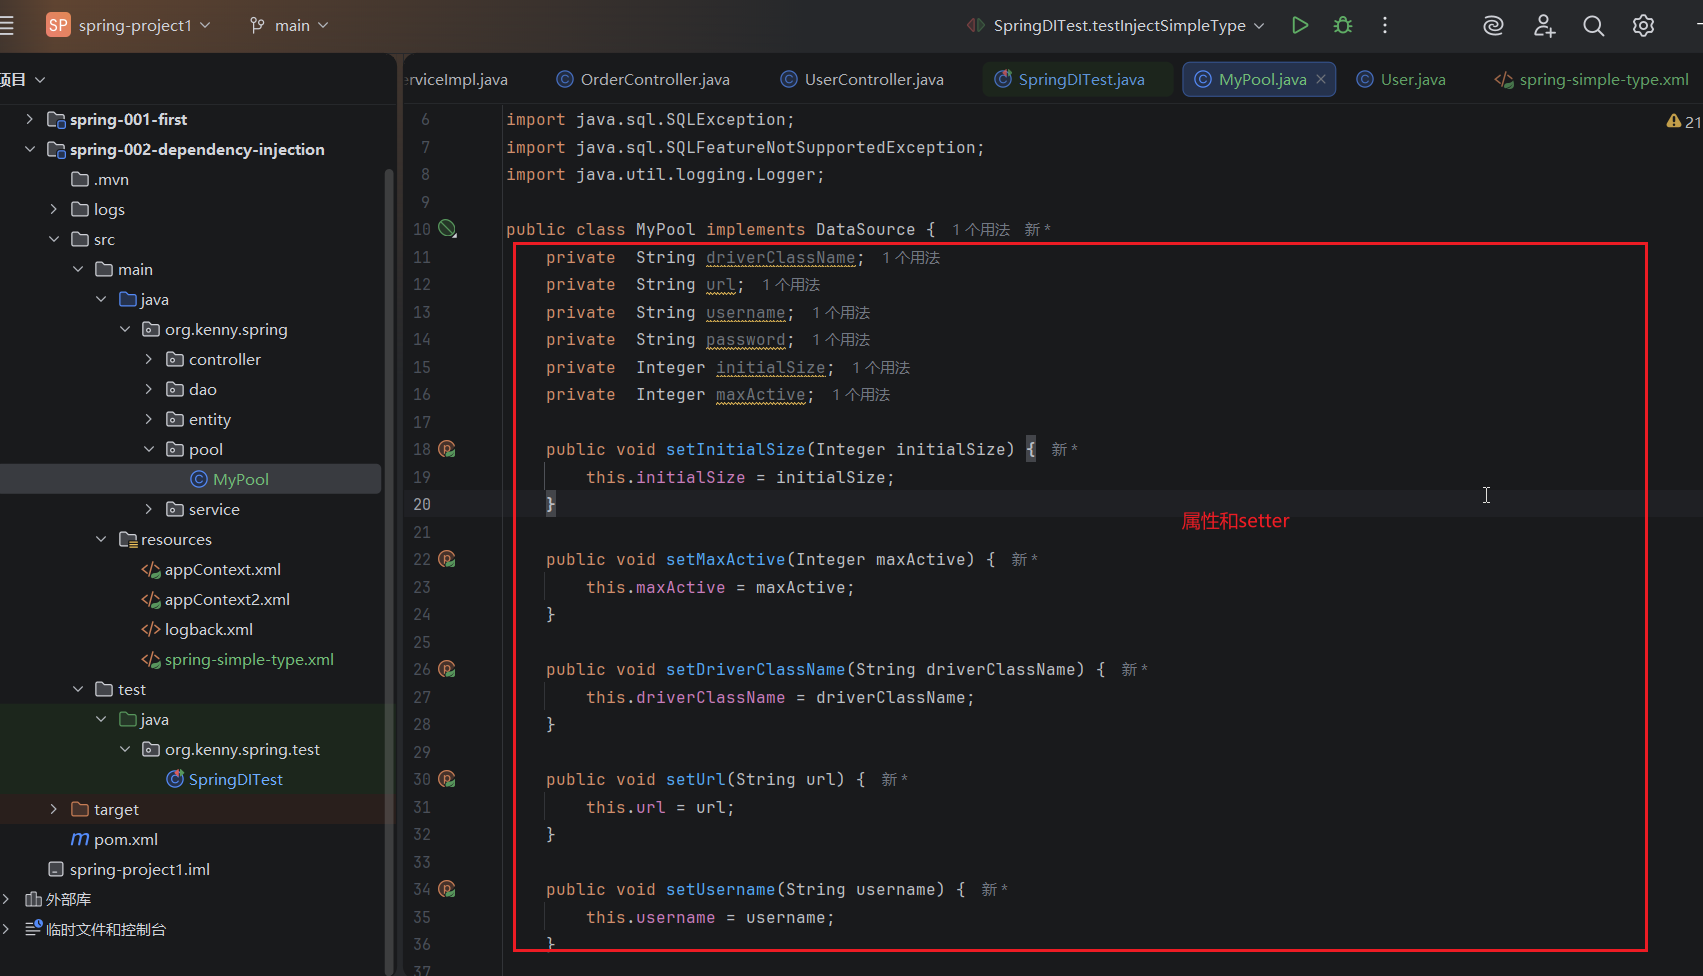 SP spring-project1 main SpringDITest.testInjectSimpleType
项目
erviceImpl.java OrderController.java UserController.java SpringDITest.java MyPool.java User.java spring-simple-type.xml
spring-001-first
spring-002-dependency-injection
.mvn
logs
src
main
java
org.kenny.spring
controller
dao
entity
pool
MyPool
service
resources
appContext.xml
appContext2.xml
logback.xml
spring-simple-type.xml
test
java
org.kenny.spring.test
SpringDITest
target
pom.xml
spring-project1.iml
外部库
临时文件和控制台
21
6 import java.sql.SQLException;
7 import java.sql.SQLFeatureNotSupportedException;
8 import java.util.logging.Logger;
9
10 public class MyPool implements DataSource { 1个用法 新*
11 private String driverClassName; 1个用法
12 private String url; 1个用法
13 private String username; 1个用法
14 private String password; 1个用法
15 private Integer initialSize; 1个用法
16 private Integer maxActive; 1个用法
17
18 public void setInitialSize(Integer initialSize) { 新*
19 this.initialSize = initialSize;
20 }
21
属性和setter
22 public void setMaxActive(Integer maxActive) { 新*
23 this.maxActive = maxActive;
24 }
25
26 public void setDriverClassName(String driverClassName) { 新*
27 this.driverClassName = driverClassName;
28 }
29
30 public void setUrl(String url) { 新*
31 this.url = url;
32 }
33
34 public void setUsername(String username) { 新*
35 this.username = username;
36 }
37